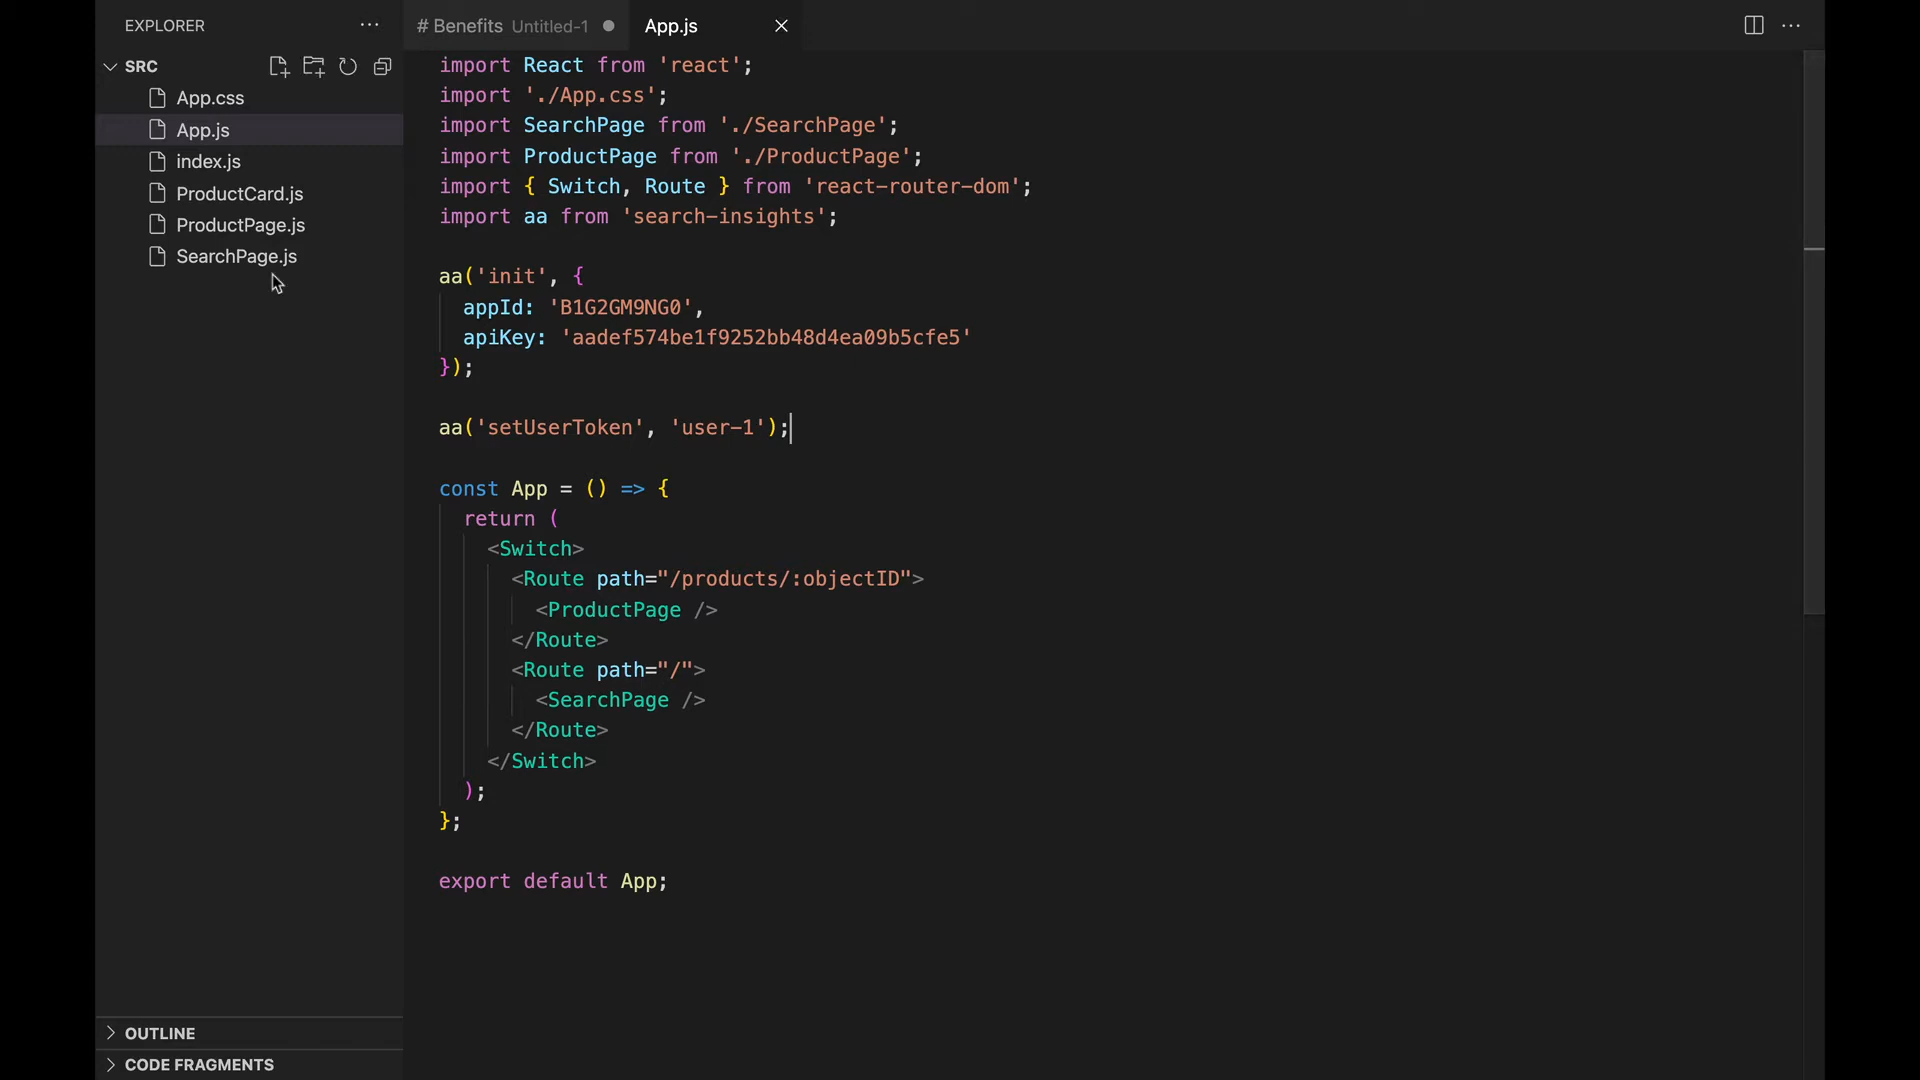 EXPLORER
SRC
App.css
App.js
index.js
ProductCard.js
ProductPage.js
SearchPage.js
OUTLINE
CODE FRAGMENTS
# Benefits Untitled-1
App.js
import React from 'react';
import './App.css';
import SearchPage from './SearchPage';
import ProductPage from './ProductPage';
import { Switch, Route } from 'react-router-dom';
import aa from 'search-insights';
aa('init', {
appId: 'B1G2GM9NG0',
apiKey: 'aadef574be1f9252bb48d4ea09b5cfe5'
});
aa('setUserToken', 'user-1');
const App = () => {
return (
<Switch>
<Route path="/products/:objectID">
<ProductPage />
</Route>
<Route path="/">
<SearchPage />
</Route>
</Switch>
);
};
export default App;